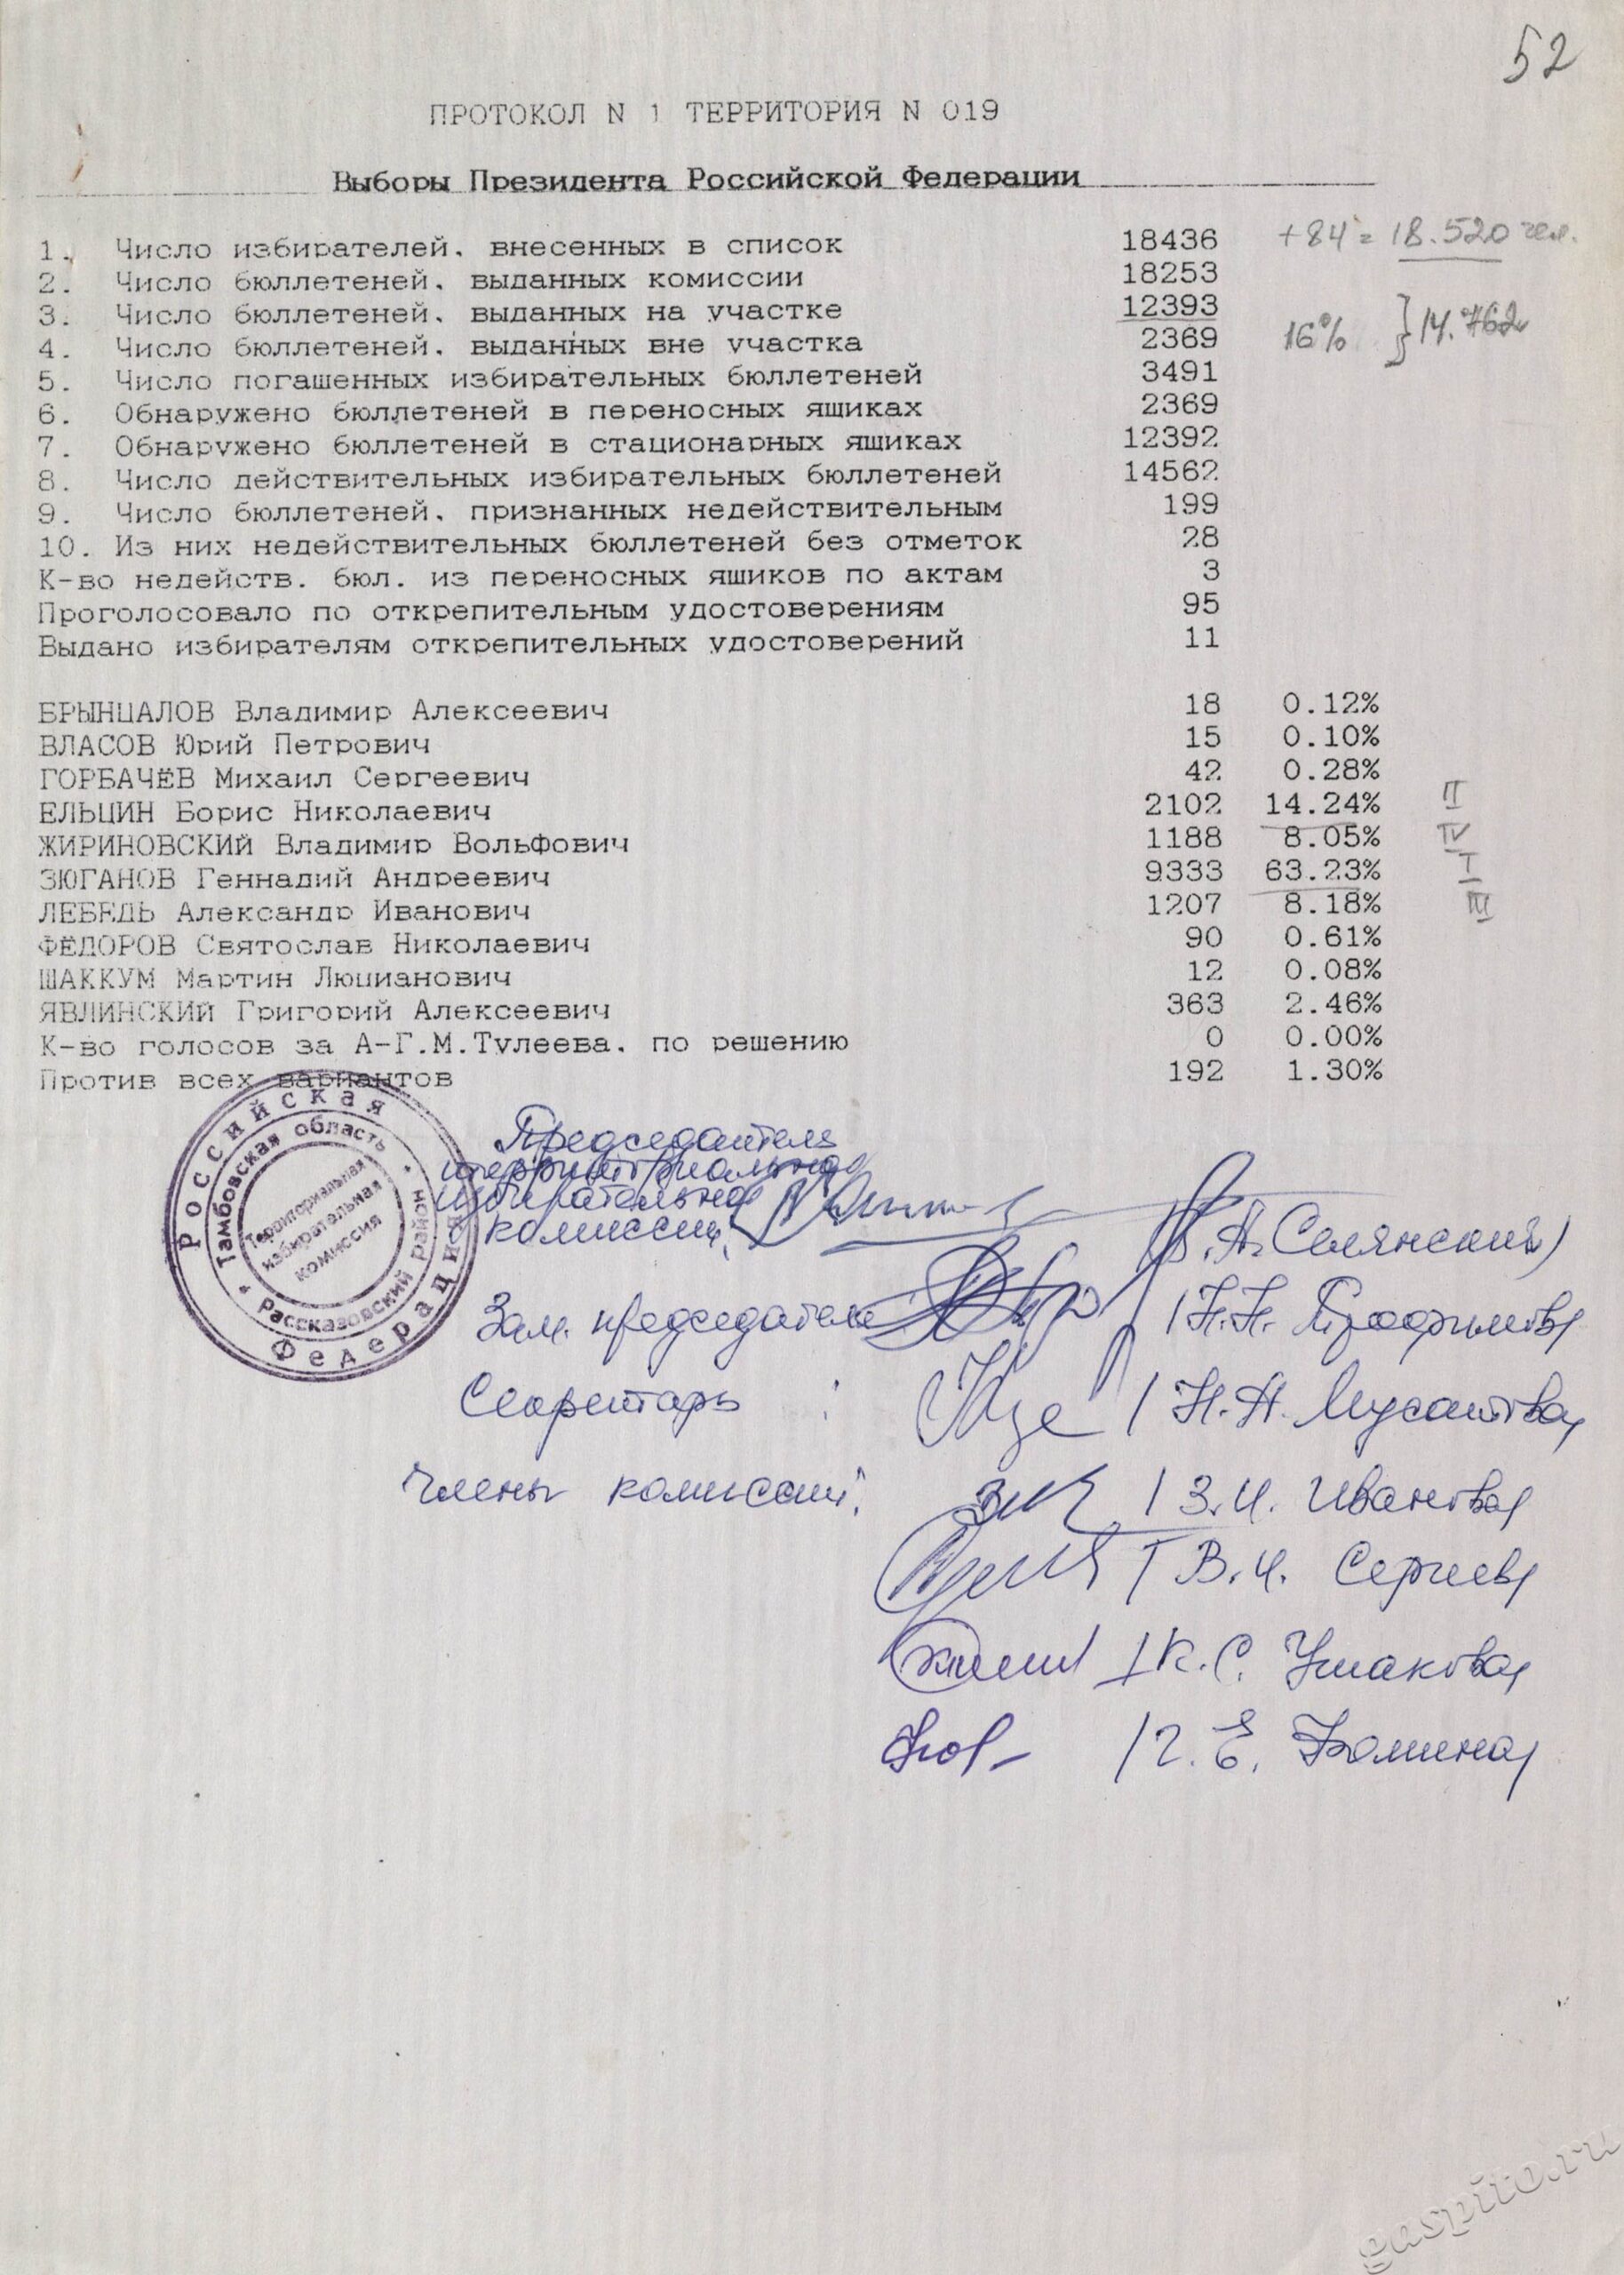 52
ПРОТОКОЛ N 1 ТЕРРИТОРИЯ N 019
Выборы Президента Российской Федерации
1. Число избирателей, внесенных в список 18436 +84 = 18.520 чел.
2. Число бюллетеней, выданных комиссии 18253
3. Число бюллетеней, выданных на участке 12393
4. Число бюллетеней, выданных вне участка 2369 16% } 14.762
5. Число погашенных избирательных бюллетеней 3491
6. Обнаружено бюллетеней в переносных ящиках 2369
7. Обнаружено бюллетеней в стационарных ящиках 12392
8. Число действительных избирательных бюллетеней 14562
9. Число бюллетеней, признанных недействительным 199
10. Из них недействительных бюллетеней без отметок 28
К-во недейств. бюл. из переносных ящиков по актам 3
Проголосовало по открепительным удостоверениям 95
Выдано избирателям открепительных удостоверений 11
БРЫНЦАЛОВ Владимир Алексеевич 18 0.12%
ВЛАСОВ Юрий Петрович 15 0.10%
ГОРБАЧЁВ Михаил Сергеевич 42 0.28%
ЕЛЬЦИН Борис Николаевич 2102 14.24% II
ЖИРИНОВСКИЙ Владимир Вольфович 1188 8.05% IV
ЗЮГАНОВ Геннадий Андреевич 9333 63.23% I
ЛЕБЕДЬ Александр Иванович 1207 8.18% III
ФЁДОРОВ Святослав Николаевич 90 0.61%
ШАККУМ Мартин Люцианович 12 0.08%
ЯВЛИНСКИЙ Григорий Алексеевич 363 2.46%
К-во голосов за А-Г.М.Тулеева, по решению 0 0.00%
Против всех вариантов 192 1.30%
Российская Федерация
Тамбовская область * Рассказовский район *
Территориальная
избирательная
комиссия
Председатель
территориальной
избирательной
комиссии (В.А. Селянский)
Зам. председателя: /Н.Н. Трофимова/
Секретарь : /Н.А. Мусатова/
Члены комиссии: /З.И. Иванова/
/В.И. Сергеев/
/К.С. Ушакова/
/Г.Е. Фомина/
gaspito.ru